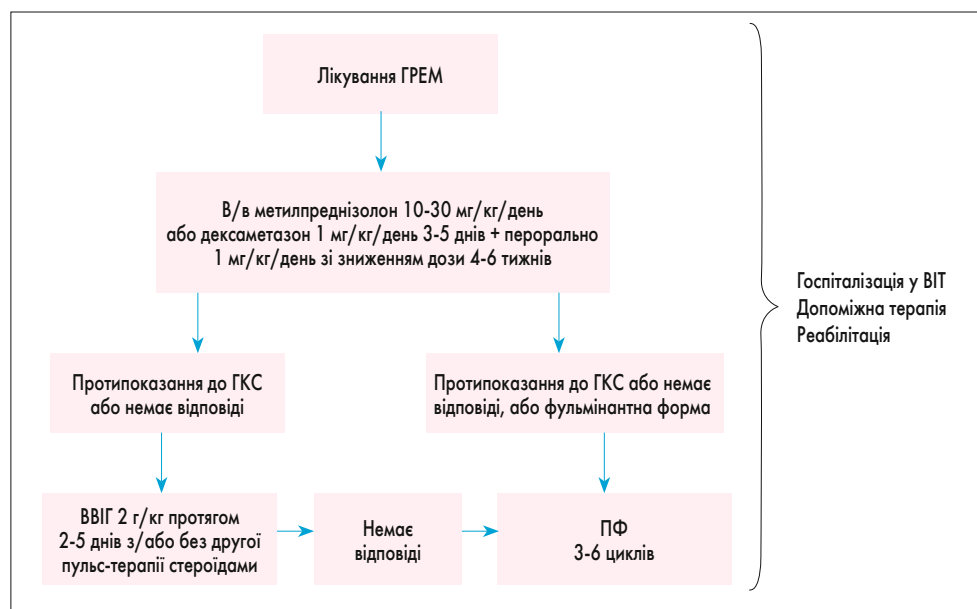 Лікування ГРЕМ
В/в метилпреднізолон 10-30 мг/кг/день
або дексаметазон 1 мг/кг/день 3-5 днів + перорально
1 мг/кг/день зі зниженням дози 4-6 тижнів
Протипоказання до ГКС
або немає відповіді
Протипоказання до ГКС або немає
відповіді, або фульмінантна форма
ВВІГ 2 г/кг протягом
2-5 днів з/або без другої
пульс-терапії стероїдами
Немає
відповіді
ПФ
3-6 циклів
Госпіталізація у ВІТ
Допоміжна терапія
Реабілітація